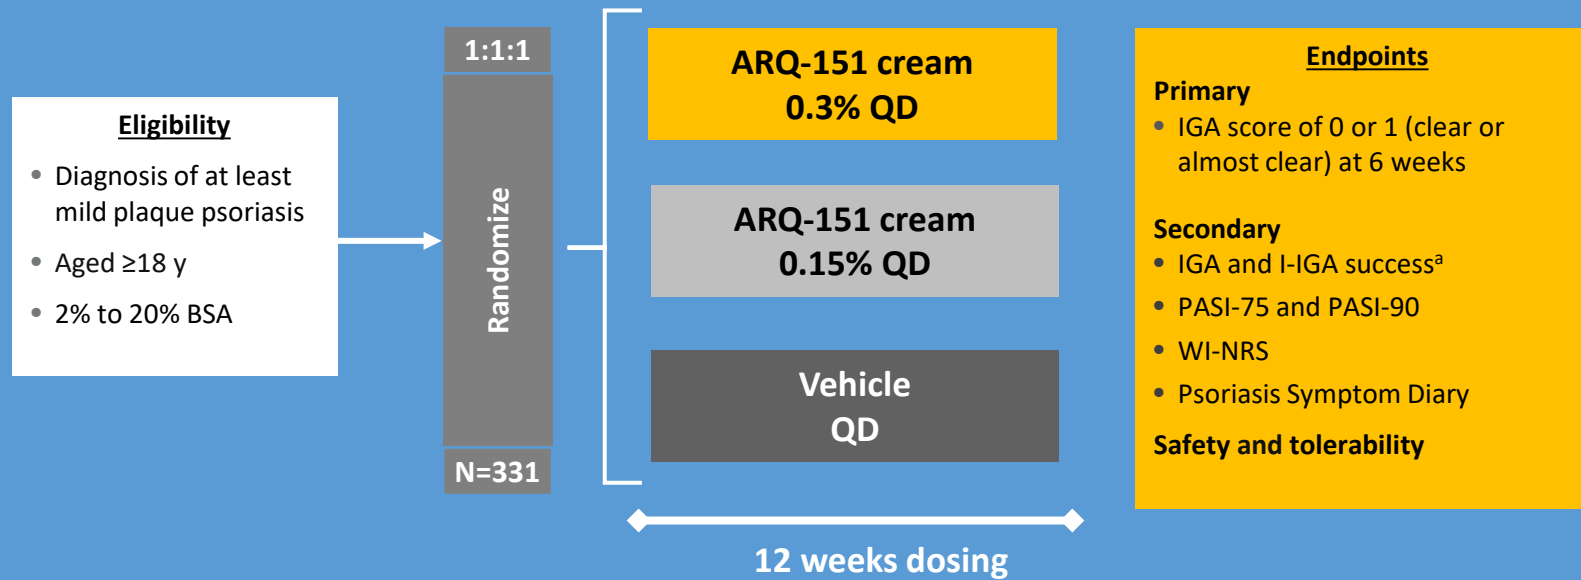 Eligibility
• Diagnosis of at least
mild plaque psoriasis
• Aged ≥18 y
• 2% to 20% BSA
1:1:1
Randomize
N=331
ARQ-151 cream
0.3% QD
ARQ-151 cream
0.15% QD
Vehicle
QD
12 weeks dosing
Endpoints
Primary
• IGA score of 0 or 1 (clear or
almost clear) at 6 weeks
Secondary
• IGA and I-IGA successᵃ
• PASI-75 and PASI-90
• WI-NRS
• Psoriasis Symptom Diary
Safety and tolerability